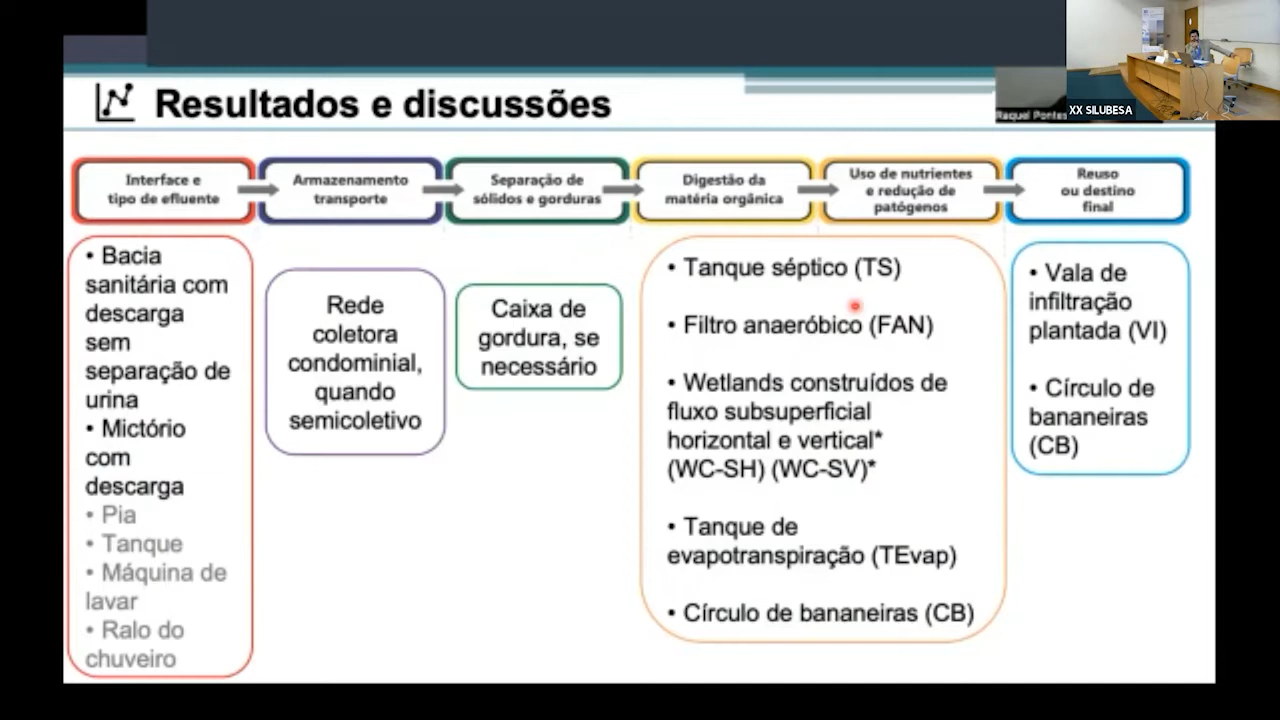 Resultados e discussões
Raquel Pontes
XX SILUBESA
Interface e
tipo de efluente
Armazenamento
transporte
Separação de
sólidos e gorduras
Digestão da
matéria orgânica
Uso de nutrientes
e redução de
patógenos
Reuso
ou destino
final
• Bacia
sanitária com
descarga
sem
separação de
urina
• Mictório
com
descarga
• Pia
• Tanque
• Máquina de
lavar
• Ralo do
chuveiro
Rede
coletora
condominial,
quando
semicoletivo
Caixa de
gordura, se
necessário
• Tanque séptico (TS)
• Filtro anaeróbico (FAN)
• Wetlands construídos de
fluxo subsuperficial
horizontal e vertical*
(WC-SH) (WC-SV)*
• Tanque de
evapotranspiração (TEvap)
• Círculo de bananeiras (CB)
• Vala de
infiltração
plantada (VI)
• Círculo de
bananeiras
(CB)